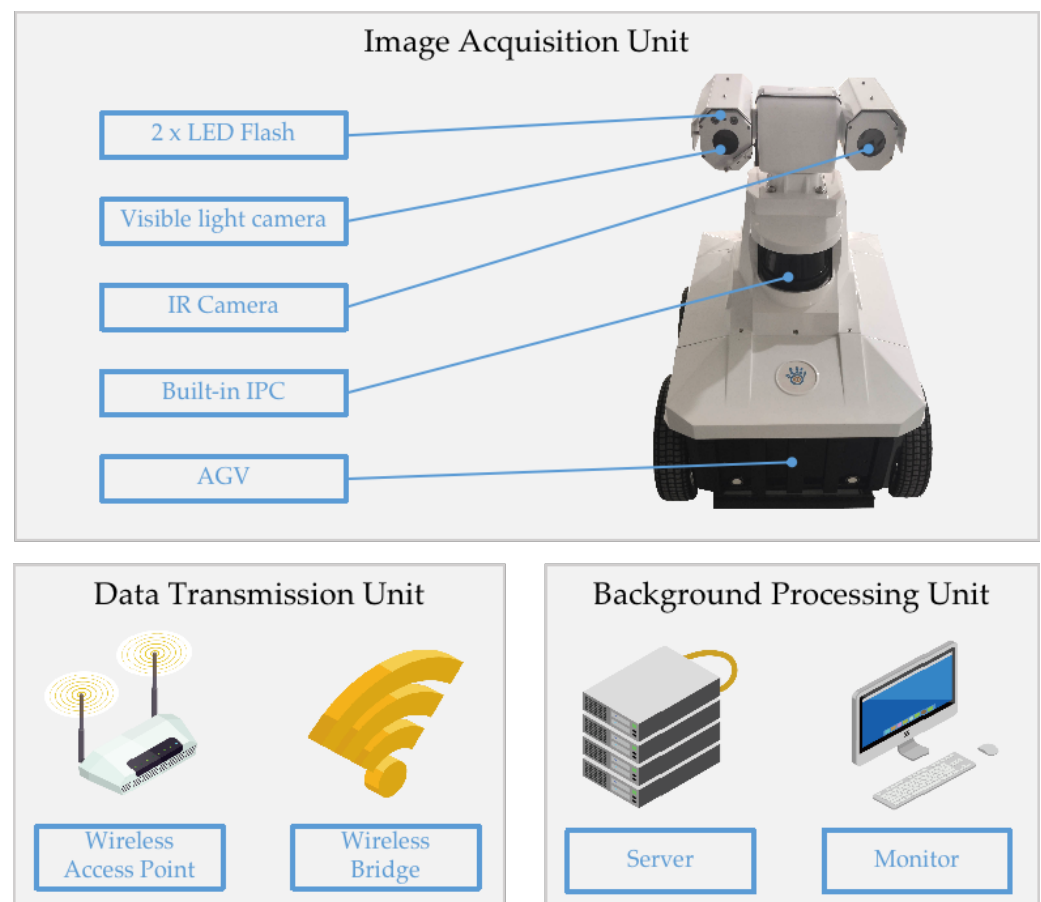 Image Acquisition Unit
2 x LED Flash
Visible light camera
IR Camera
Built-in IPC
AGV
Data Transmission Unit
Wireless
Access Point
Wireless
Bridge
Background Processing Unit
Server
Monitor